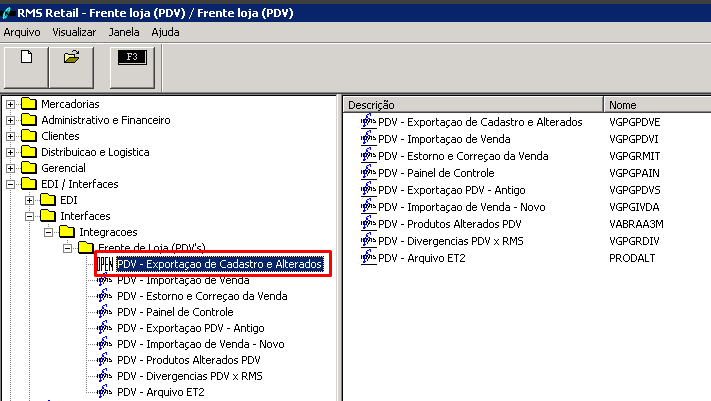 RMS Retail - Frente loja (PDV) / Frente loja (PDV)
Arquivo Visualizar Janela Ajuda
F3
Mercadorias
Administrativo e Financeiro
Clientes
Distribuicao e Logistica
Gerencial
EDI / Interfaces
EDI
Interfaces
Integracoes
Frente de Loja (PDV's)
OPEN PDV - Exportaçao de Cadastro e Alterados
PDV - Importaçao de Venda
PDV - Estorno e Correçao da Venda
PDV - Painel de Controle
PDV - Exportaçao PDV - Antigo
PDV - Importaçao de Venda - Novo
PDV - Produtos Alterados PDV
PDV - Divergencias PDV x RMS
PDV - Arquivo ET2
Descrição Nome
PDV - Exportaçao de Cadastro e Alterados VGPGPDVE
PDV - Importaçao de Venda VGPGPDVI
PDV - Estorno e Correçao da Venda VGPGRMIT
PDV - Painel de Controle VGPGPAIN
PDV - Exportaçao PDV - Antigo VGPGPDVS
PDV - Importaçao de Venda - Novo VGPGIVDA
PDV - Produtos Alterados PDV VABRAA3M
PDV - Divergencias PDV x RMS VGPGRDIV
PDV - Arquivo ET2 PRODALT